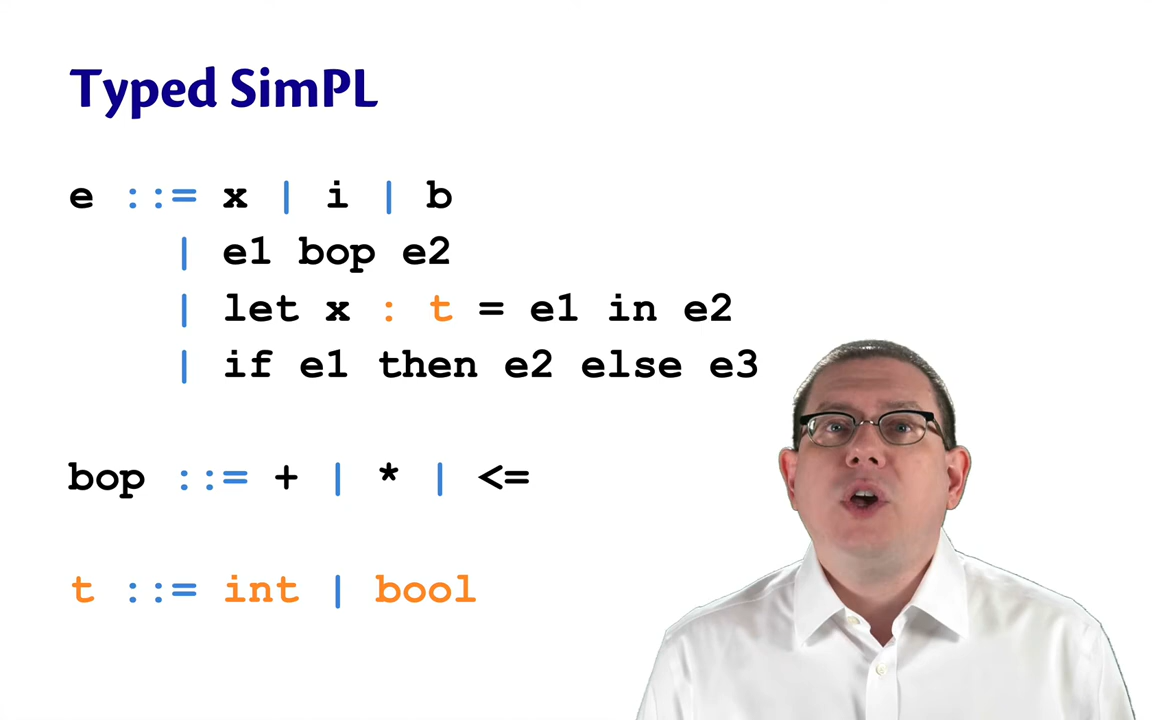 Typed SimPL
e ::= x | i | b
| e1 bop e2
| let x : t = e1 in e2
| if e1 then e2 else e3
bop ::= + | * | <=
t ::= int | bool